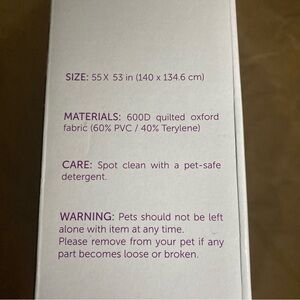 SIZE: 55 X 53 in (140 x 134.6 cm)
MATERIALS: 600D quilted oxford
fabric (60% PVC / 40% Terylene)
CARE: Spot clean with a pet-safe
detergent.
WARNING: Pets should not be left
alone with item at any time.
Please remove from your pet if any
part becomes loose or broken.